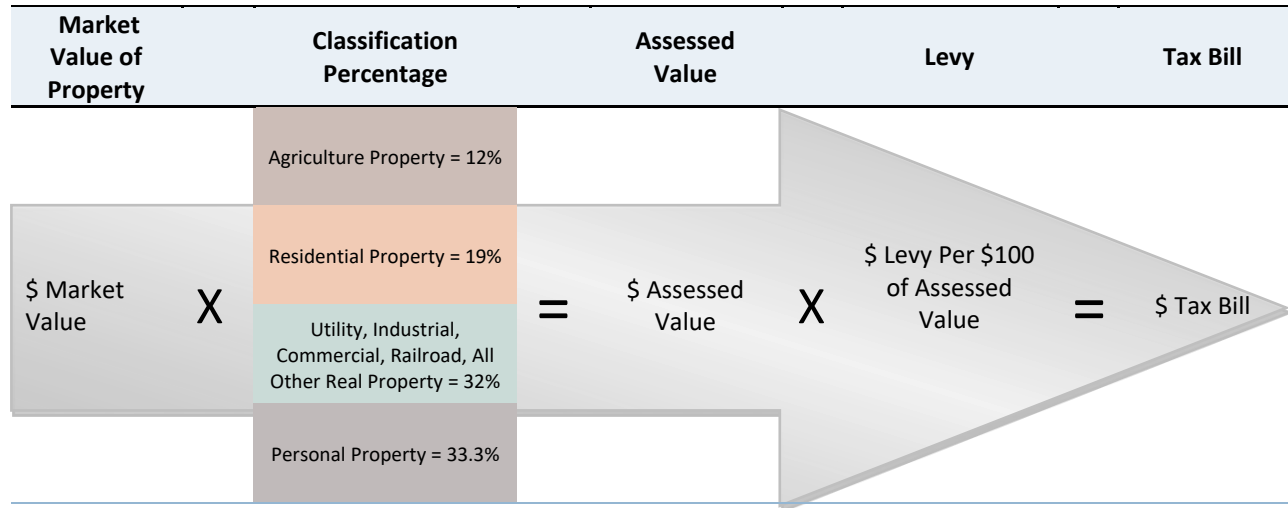 Market
Value of
Property
Classification
Percentage
Assessed
Value
Levy
Tax Bill
Agriculture Property = 12%
Residential Property = 19%
Utility, Industrial,
Commercial, Railroad, All
Other Real Property = 32%
Personal Property = 33.3%
$ Market
Value
X
=
$ Assessed
Value
X
$ Levy Per $100
of Assessed
Value
=
$ Tax Bill